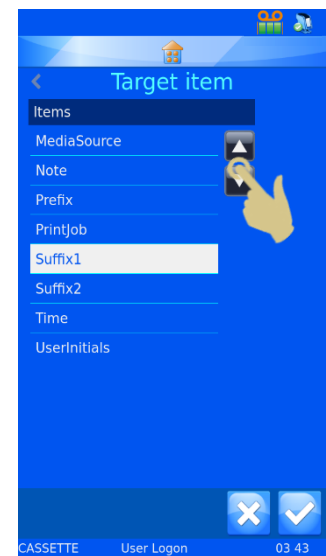 Target item
Items
MediaSource
Note
Prefix
PrintJob
Suffix1
Suffix2
Time
UserInitials
CASSETTE User Logon 03 43